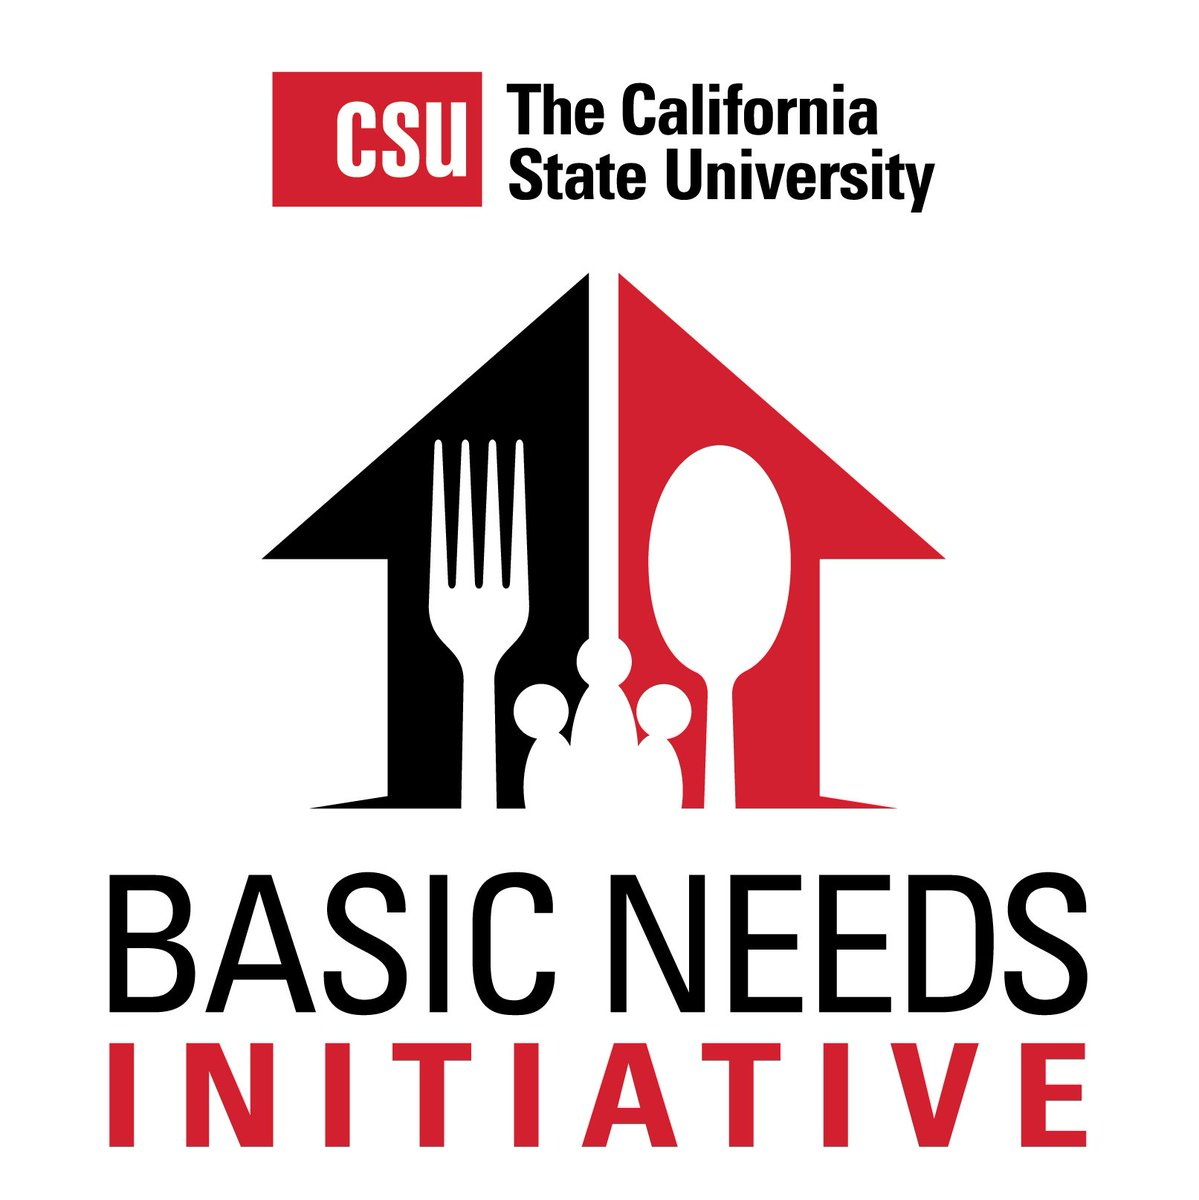 CSU
The California
State University
BASIC NEEDS
INITIATIVE